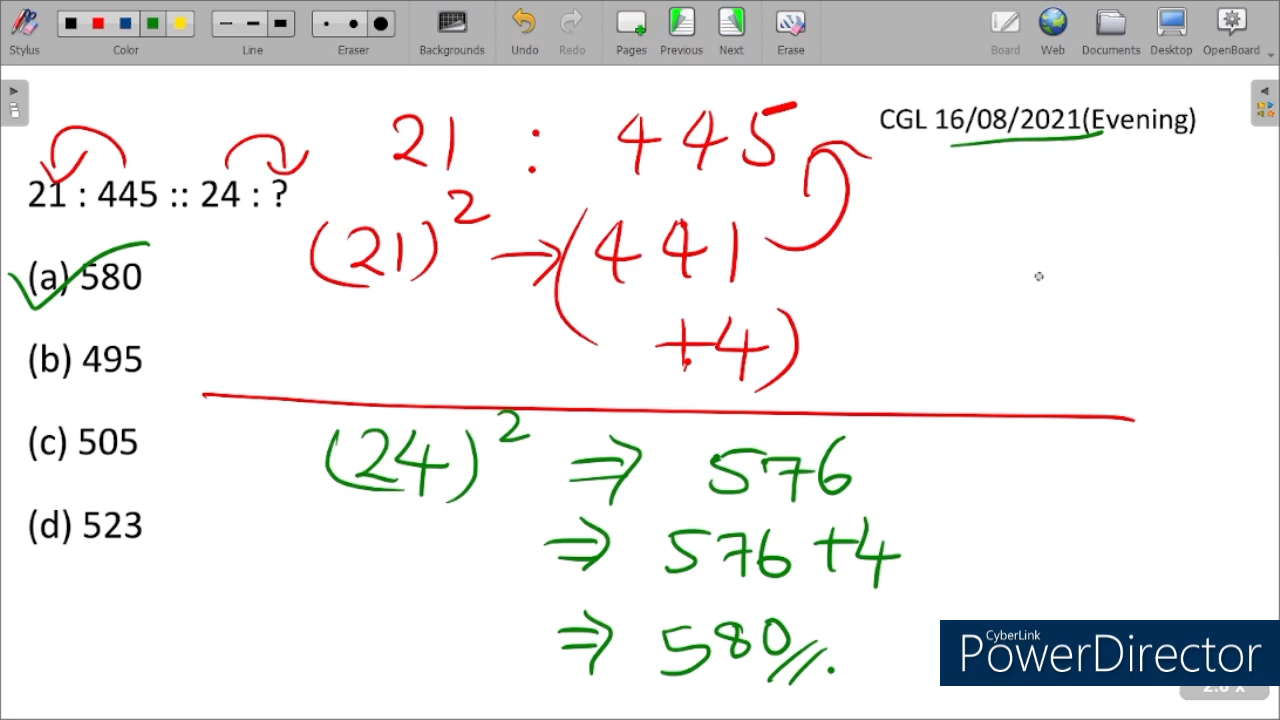 Stylus Color Line Eraser Backgrounds Undo Redo Pages Previous Next Erase Board Web Documents Desktop OpenBoard
CGL 16/08/2021(Evening)
21 : 445 :: 24 : ?
(a) 580
(b) 495
(c) 505
(d) 523
21 : 445
(21)² → (441
+4)
(24)² ⇒ 576
⇒ 576 +4
⇒ 580//.
CyberLink
PowerDirector
2.0 x